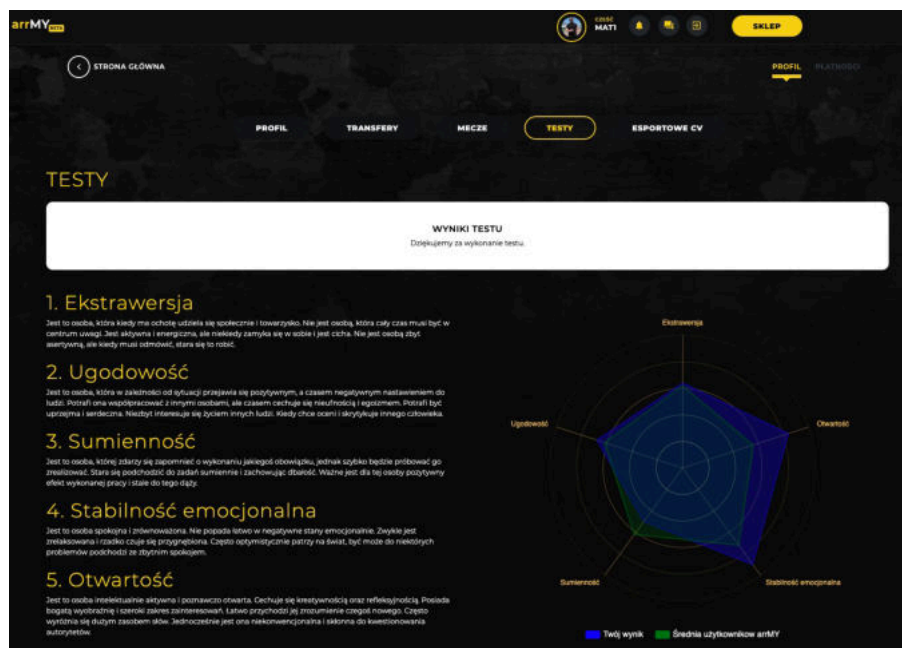 arrMY BETA
CZEŚĆ
MATI
SKLEP
STRONA GŁÓWNA
PROFIL PŁATNOŚCI
PROFIL TRANSFERY MECZE TESTY ESPORTOWE CV
TESTY
WYNIKI TESTU
Dziękujemy za wykonanie testu.
1. Ekstrawersja
Jest to osoba, która kiedy ma ochotę udziela się społecznie i towarzysko. Nie jest osobą, która cały czas musi być w
centrum uwagi. Jest aktywna i energiczna, ale niekiedy zamyka się w sobie i jest cicha. Nie jest osobą zbyt
asertywną, ale kiedy musi odmówić, stara się to robić.
2. Ugodowość
Jest to osoba, która w zależności od sytuacji przejawia się pozytywnym, a czasem negatywnym nastawieniem do
ludzi. Potrafi ona współpracować z innymi osobami, ale czasem cechuje się nieufnością i egoizmem. Potrafi być
uprzejma i serdeczna. Niezbyt interesuje się życiem innych ludzi. Kiedy chce oceni i skrytykuje innego człowieka.
3. Sumienność
Jest to osoba, której zdarzy się zapomnieć o wykonaniu jakiegoś obowiązku, jednak szybko będzie próbować go
zrealizować. Stara się podchodzić do zadań sumiennie i zachowując dbałość. Ważne jest dla tej osoby pozytywny
efekt wykonanej pracy i stale do tego dąży.
4. Stabilność emocjonalna
Jest to osoba spokojna i zrównoważona. Nie popada łatwo w negatywne stany emocjonalnie. Zwykle jest
zrelaksowana i rzadko czuje się przygnębiona. Często optymistycznie patrzy na świat, być może do niektórych
problemów podchodzi ze zbytnim spokojem.
5. Otwartość
Jest to osoba intelektualnie aktywna i poznawczo otwarta. Cechuje się kreatywnością oraz refleksyjnością. Posiada
bogatą wyobraźnię i szeroki zakres zainteresowań. Łatwo przychodzi jej zrozumienie czegoś nowego. Często
wyróżnia się dużym zasobem słów. Jednocześnie jest ona niekonwencjonalna i skłonna do kwestionowania
autorytetów.
Ekstrawersja
Ugodowość
Otwartość
Sumienność
Stabilność emocjonalna
Twój wynik Średnia użytkownikow arrMY